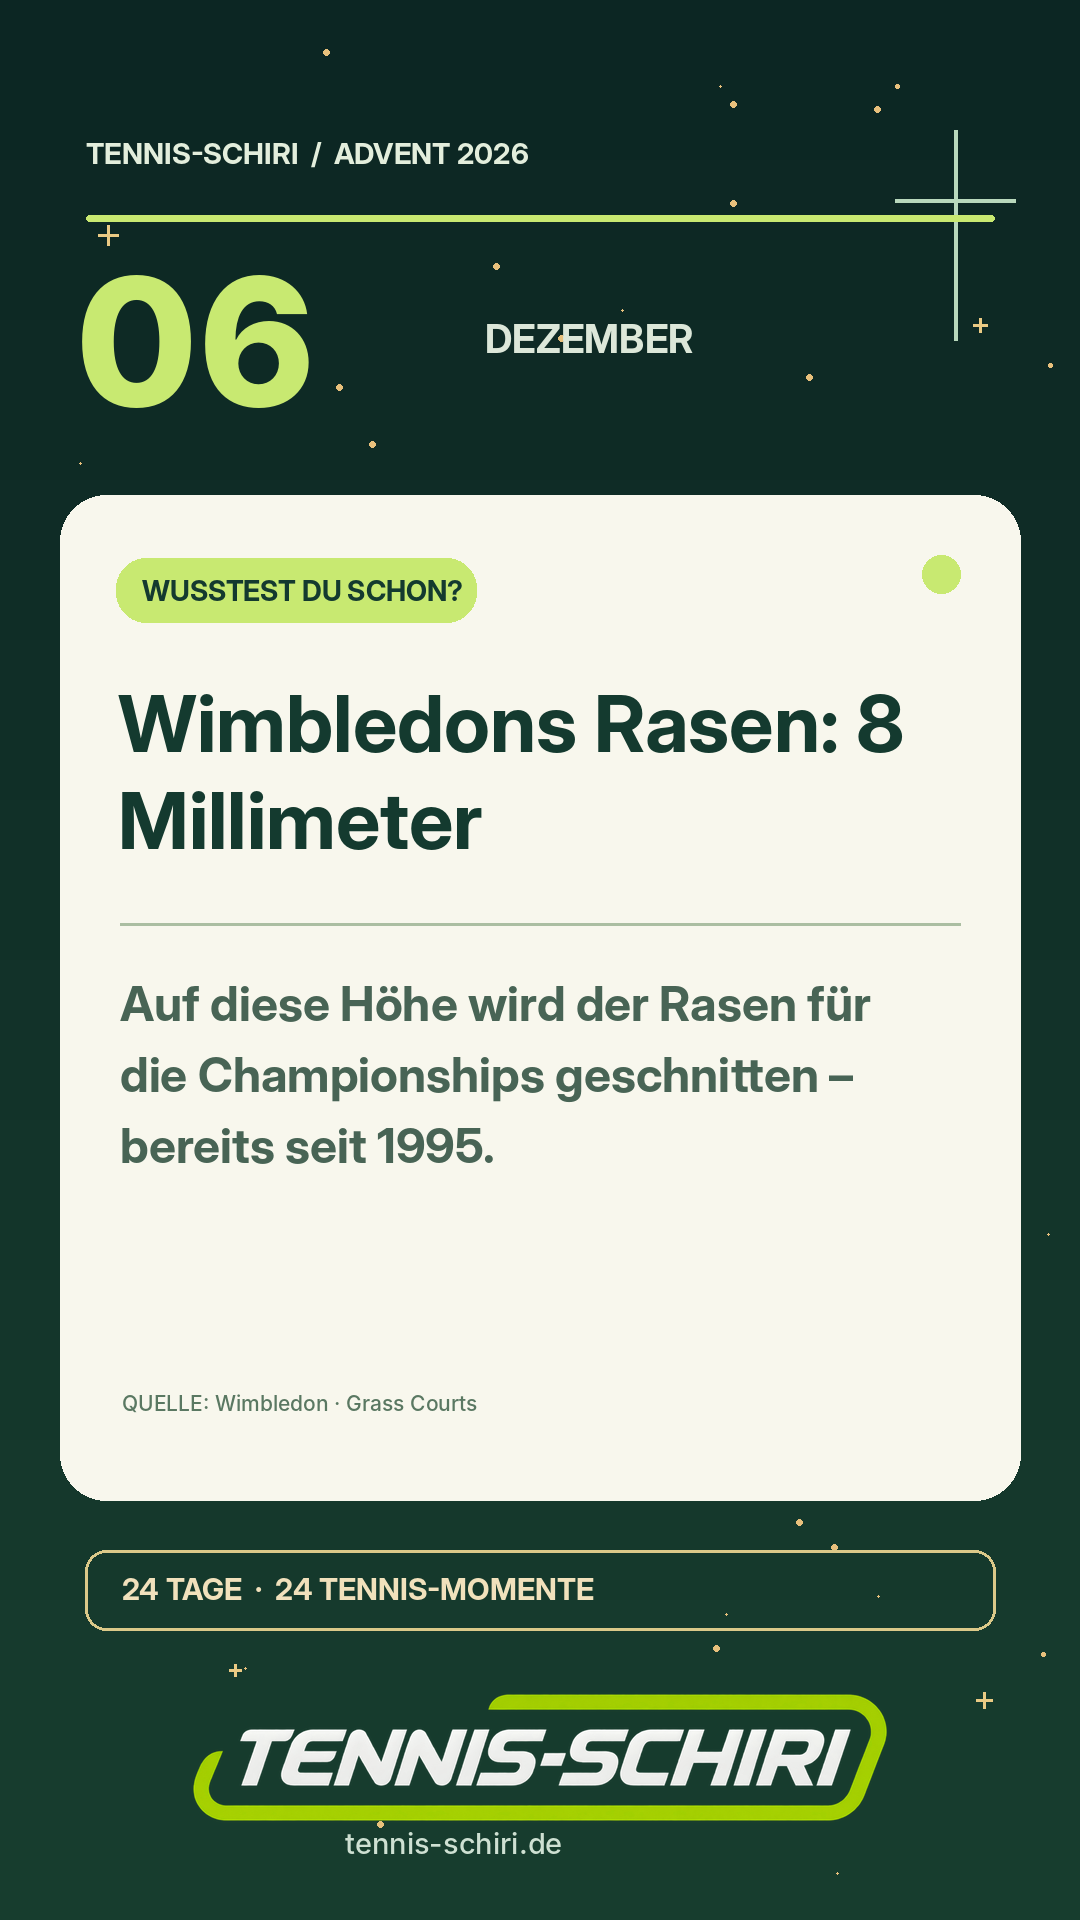 TENNIS-SCHIRI / ADVENT 2026
06
DEZEMBER
WUSSTEST DU SCHON?
Wimbledons Rasen: 8
Millimeter
Auf diese Höhe wird der Rasen für
die Championships geschnitten –
bereits seit 1995.
QUELLE: Wimbledon · Grass Courts
24 TAGE · 24 TENNIS-MOMENTE
TENNIS-SCHIRI
tennis-schiri.de